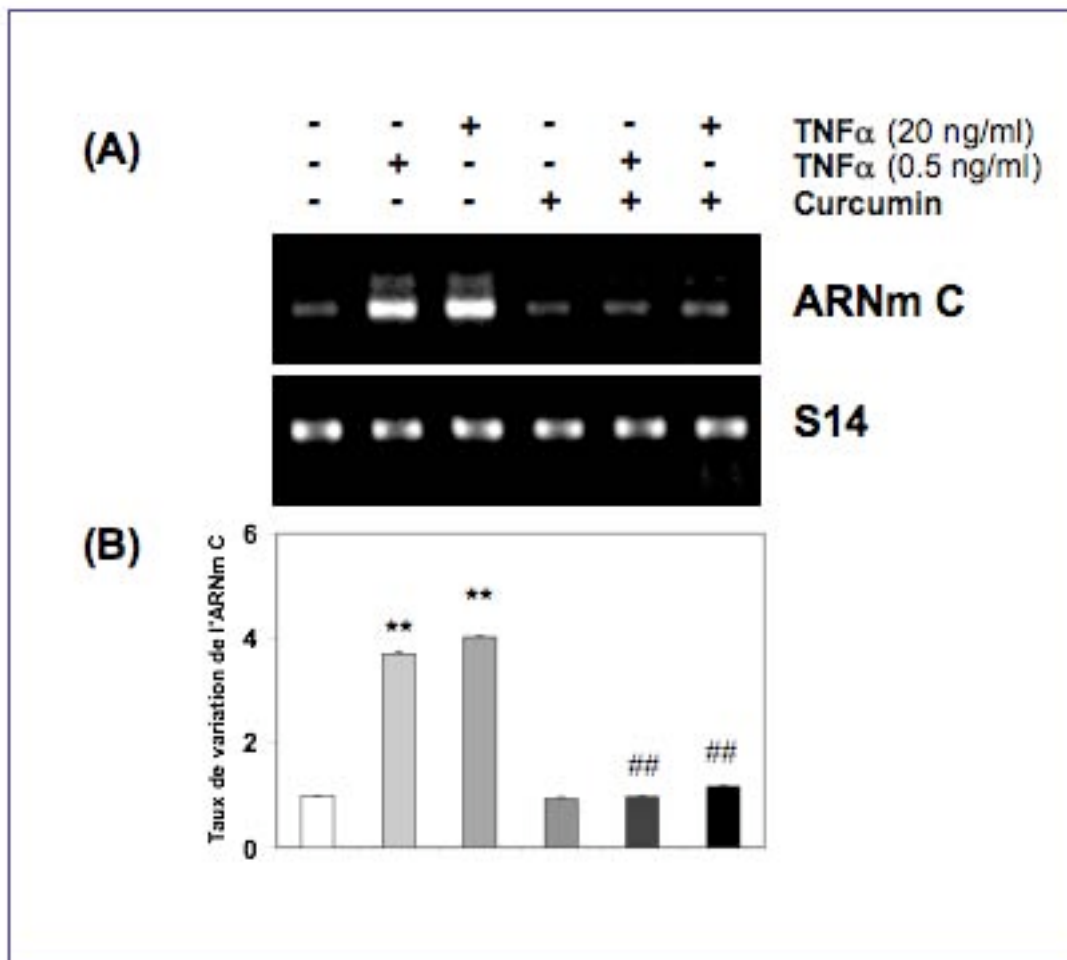 (A)
- - + - - + TNFα (20 ng/ml)
- + - - + - TNFα (0.5 ng/ml)
- - - + + + Curcumin
ARNm C
S14
(B)
Taux de variation de l'ARNm C
6
4
2
0
** ** ## ##